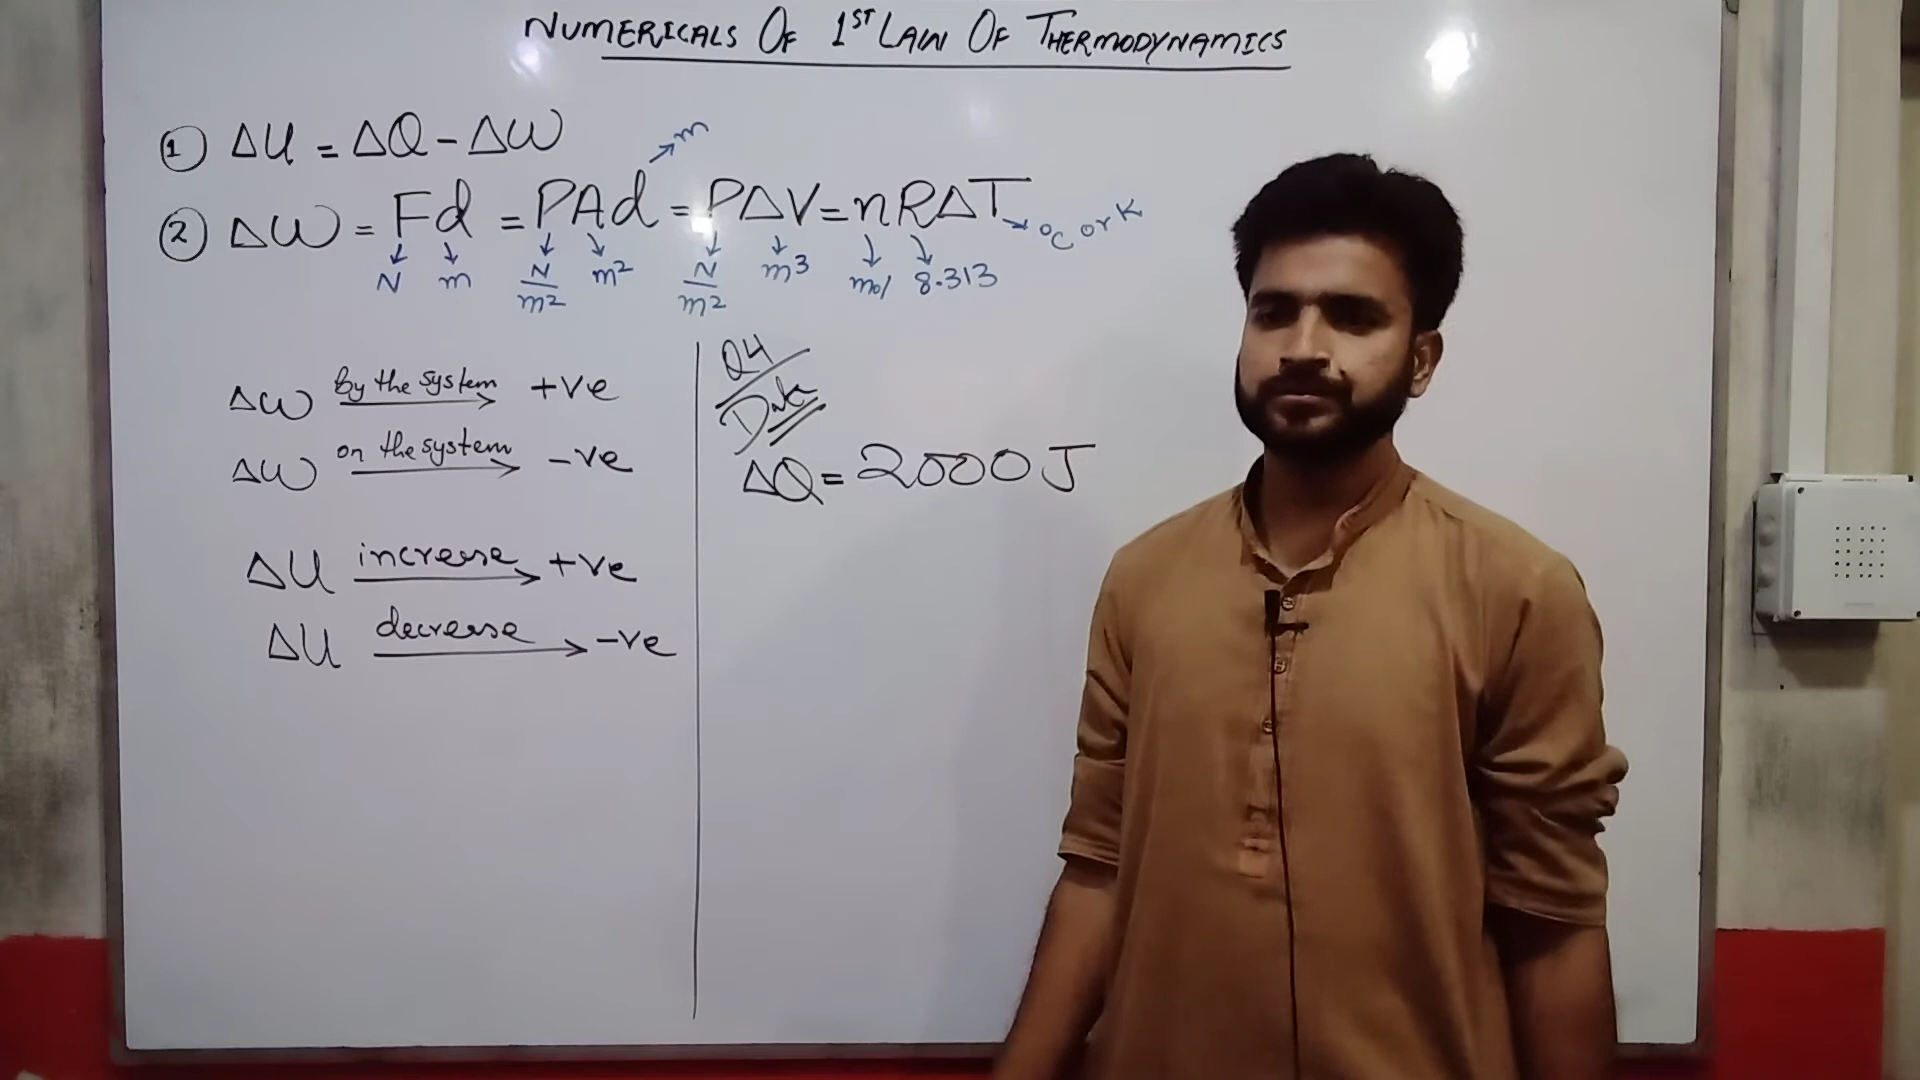 NUMERICALS OF 1ST LAW OF THERMODYNAMICS
① ΔU = ΔQ - ΔW
② ΔW = Fd = PAd = PΔV = nRΔT → °C or K
→ m
N m N/m² m² N/m² m³ mol 8.313
ΔW By the system → +ve
ΔW on the system → -ve
ΔU increase → +ve
ΔU decrease → -ve
Q4
Data
ΔQ = 2000 J